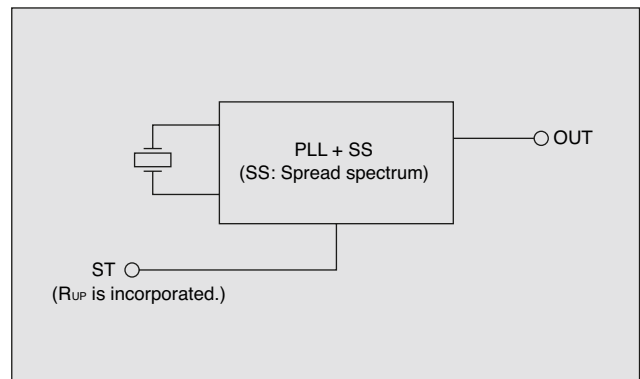 PLL + SS
(SS: Spread spectrum)
OUT
ST
(RUP is incorporated.)